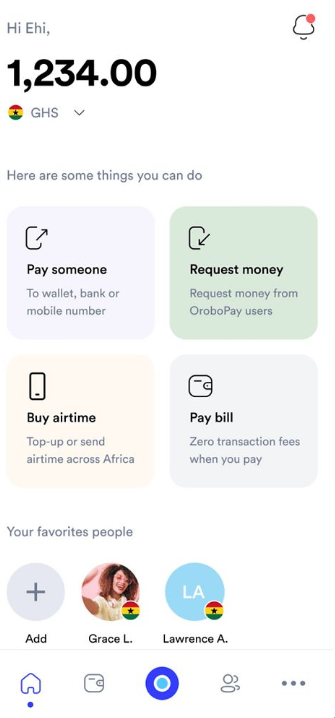 Hi Ehi,
1,234.00
GHS
Here are some things you can do
Pay someone
To wallet, bank or
mobile number
Request money
Request money from
OroboPay users
Buy airtime
Top-up or send
airtime across Africa
Pay bill
Zero transaction fees
when you pay
Your favorites people
LA
Add
Grace L.
Lawrence A.